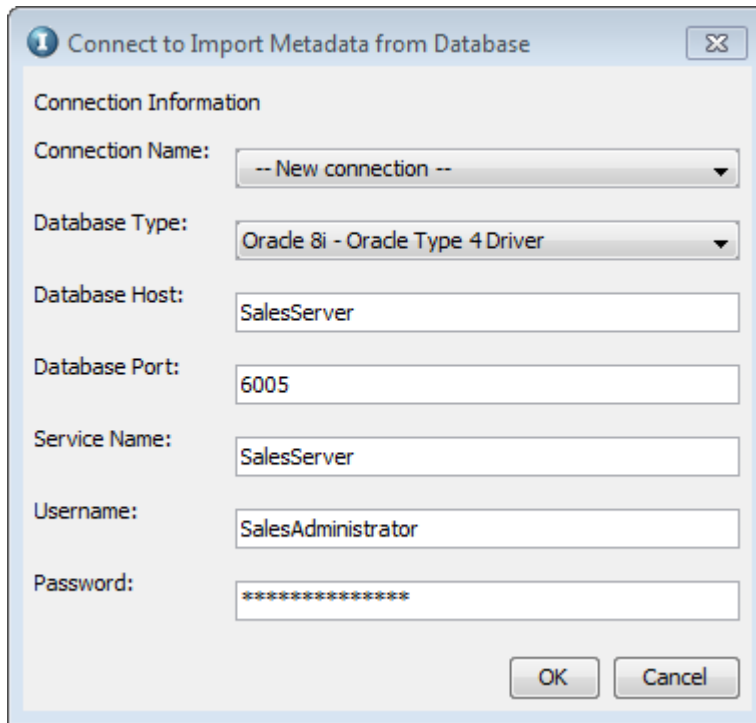 Connect to Import Metadata from Database
Connection Information
Connection Name: -- New connection --
Database Type: Oracle 8i - Oracle Type 4 Driver
Database Host: SalesServer
Database Port: 6005
Service Name: SalesServer
Username: SalesAdministrator
Password: **************
OK Cancel